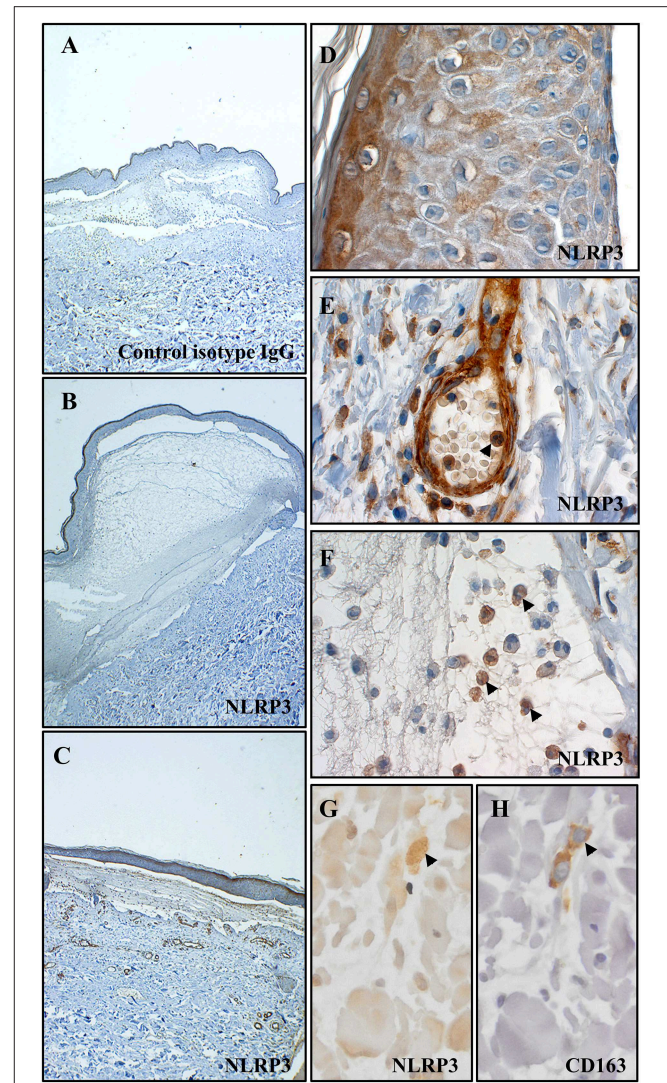 A
Control isotype IgG
B
NLRP3
C
NLRP3
D
NLRP3
E
NLRP3
F
NLRP3
G
NLRP3
H
CD163